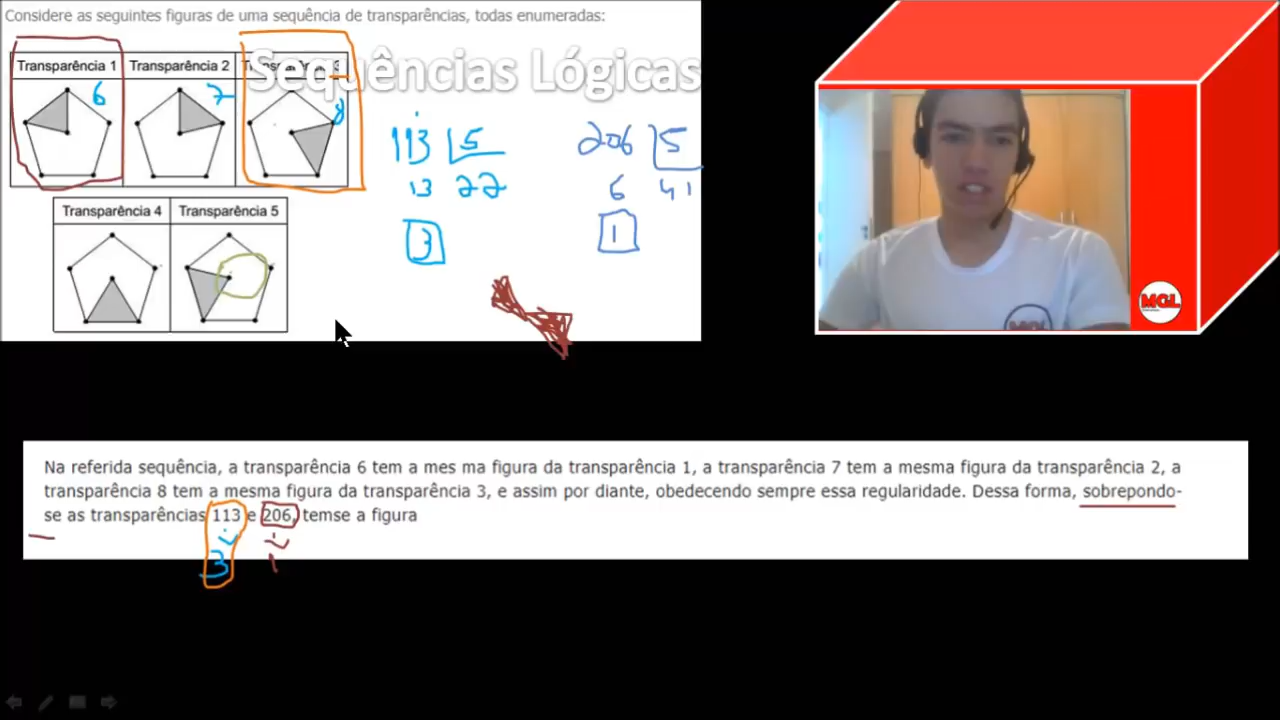 Considere as seguintes figuras de uma sequência de transparências, todas enumeradas:
Sequências Lógicas
Transparência 1 Transparência 2
6 7 8
113 5
13 22
3
206 5
6 41
1
Transparência 4 Transparência 5
MGL
MGL
Na referida sequência, a transparência 6 tem a mes ma figura da transparência 1, a transparência 7 tem a mesma figura da transparência 2, a
transparência 8 tem a mesma figura da transparência 3, e assim por diante, obedecendo sempre essa regularidade. Dessa forma, sobrepondo-
se as transparências 113 e 206, temse a figura
3 1